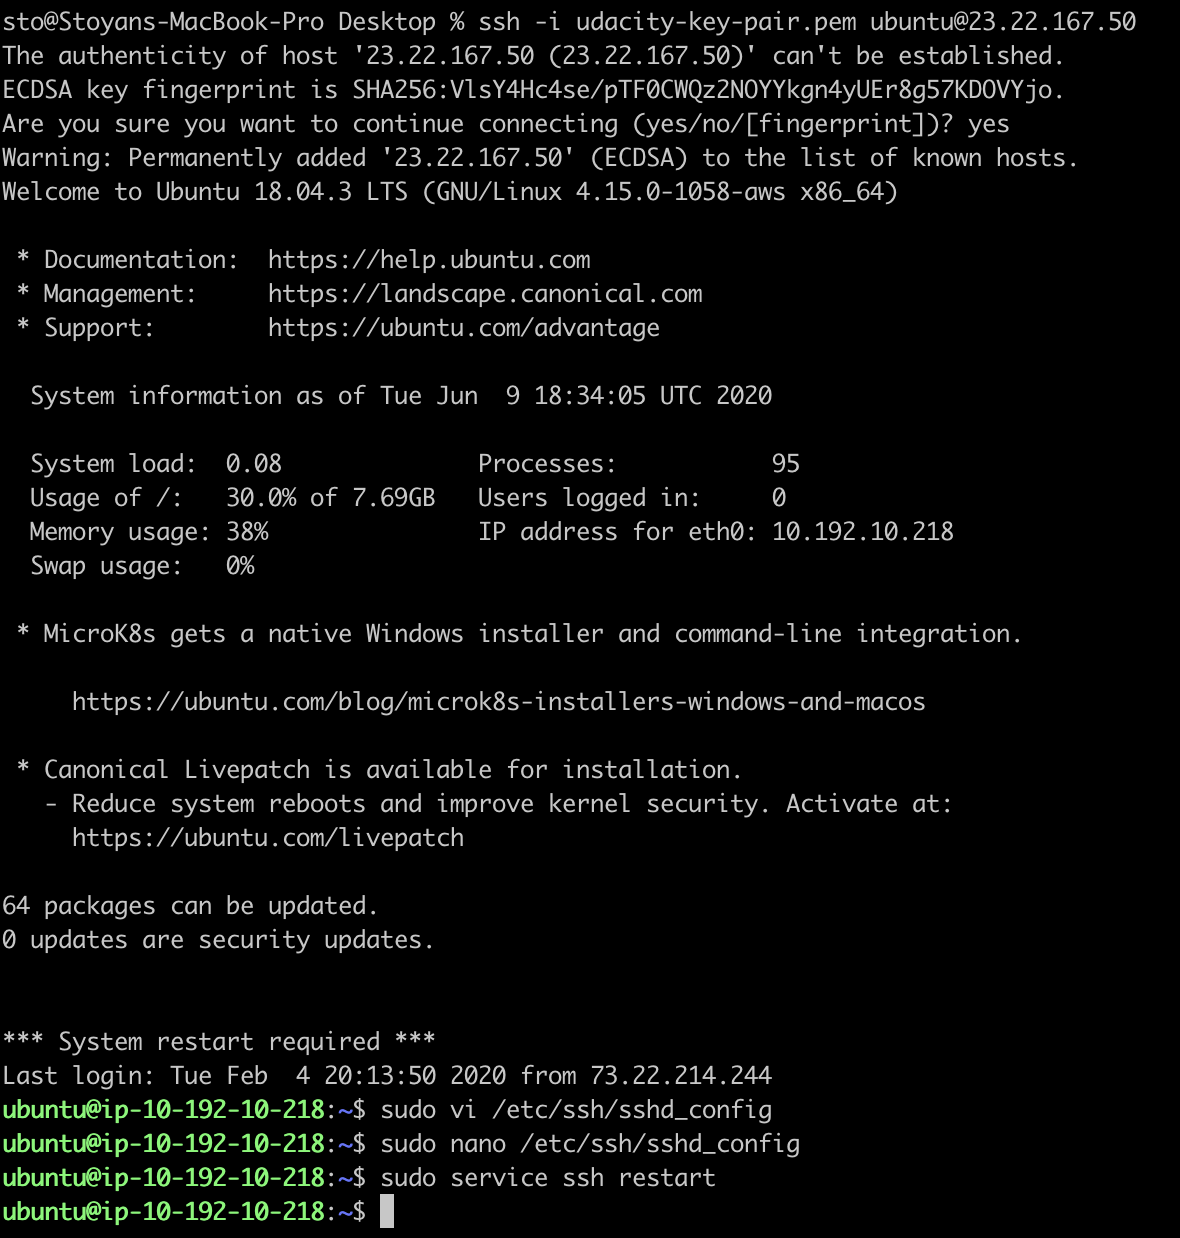 sto@Stoyans-MacBook-Pro Desktop % ssh -i udacity-key-pair.pem ubuntu@23.22.167.50
The authenticity of host '23.22.167.50 (23.22.167.50)' can't be established.
ECDSA key fingerprint is SHA256:VlsY4Hc4se/pTF0CWQz2NOYYkgn4yUEr8g57KDOVYjo.
Are you sure you want to continue connecting (yes/no/[fingerprint])? yes
Warning: Permanently added '23.22.167.50' (ECDSA) to the list of known hosts.
Welcome to Ubuntu 18.04.3 LTS (GNU/Linux 4.15.0-1058-aws x86_64)

 * Documentation:  https://help.ubuntu.com
 * Management:     https://landscape.canonical.com
 * Support:        https://ubuntu.com/advantage

  System information as of Tue Jun  9 18:34:05 UTC 2020

  System load:  0.08              Processes:           95
  Usage of /:   30.0% of 7.69GB   Users logged in:     0
  Memory usage: 38%               IP address for eth0: 10.192.10.218
  Swap usage:   0%

 * MicroK8s gets a native Windows installer and command-line integration.

     https://ubuntu.com/blog/microk8s-installers-windows-and-macos

 * Canonical Livepatch is available for installation.
   - Reduce system reboots and improve kernel security. Activate at:
     https://ubuntu.com/livepatch

64 packages can be updated.
0 updates are security updates.


*** System restart required ***
Last login: Tue Feb  4 20:13:50 2020 from 73.22.214.244
ubuntu@ip-10-192-10-218:~$ sudo vi /etc/ssh/sshd_config
ubuntu@ip-10-192-10-218:~$ sudo nano /etc/ssh/sshd_config
ubuntu@ip-10-192-10-218:~$ sudo service ssh restart
ubuntu@ip-10-192-10-218:~$